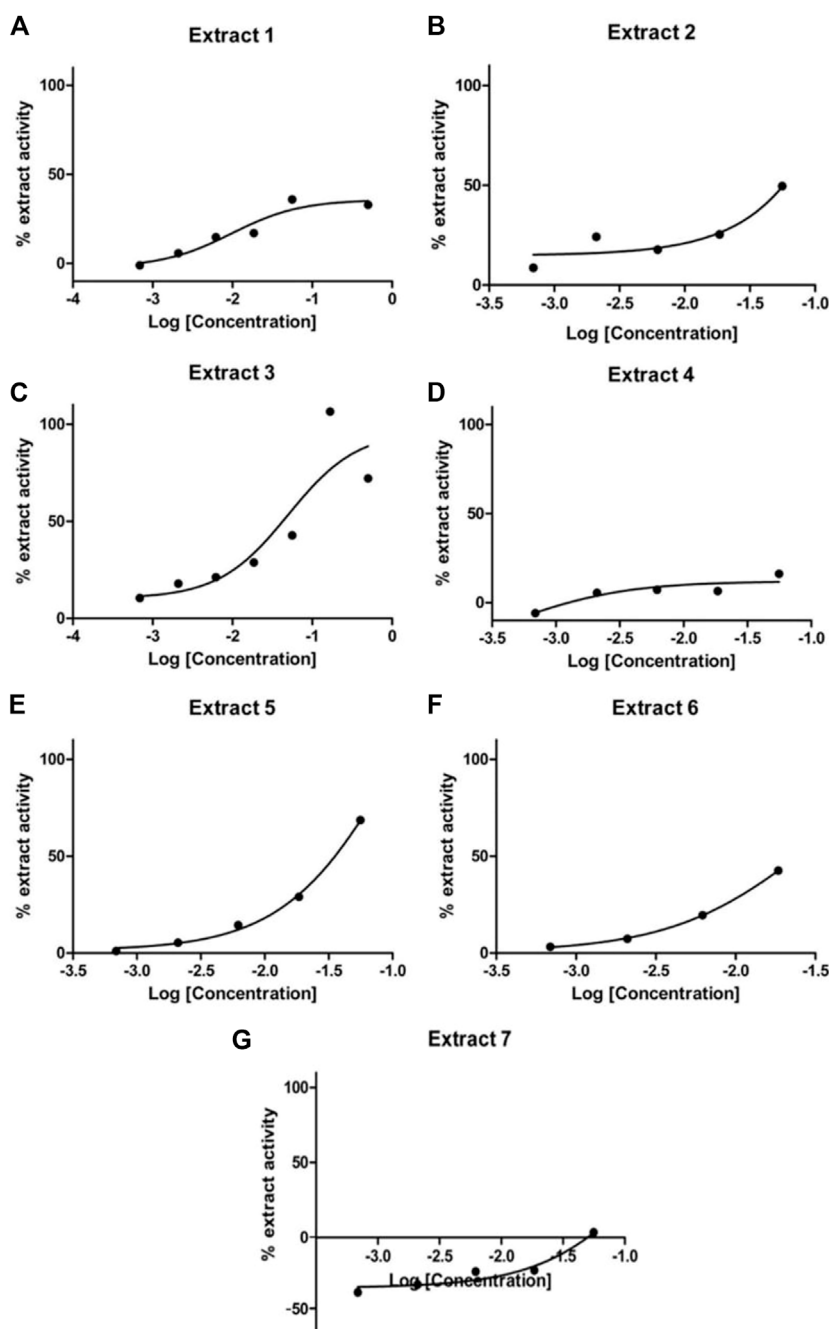 A
Extract 1
% extract activity
100
50
0
-4 -3 -2 -1 0
Log [Concentration]
B
Extract 2
% extract activity
100
50
0
-3.5 -3.0 -2.5 -2.0 -1.5 -1.0
Log [Concentration]
C
Extract 3
% extract activity
100
50
0
-4 -3 -2 -1 0
Log [Concentration]
D
Extract 4
% extract activity
100
50
0
-3.5 -3.0 -2.5 -2.0 -1.5 -1.0
Log [Concentration]
E
Extract 5
% extract activity
100
50
0
-3.5 -3.0 -2.5 -2.0 -1.5 -1.0
Log [Concentration]
F
Extract 6
% extract activity
100
50
0
-3.5 -3.0 -2.5 -2.0 -1.5
Log [Concentration]
G
Extract 7
% extract activity
100
50
0
-50
-3.0 -2.5 -2.0 -1.5 -1.0
Log [Concentration]